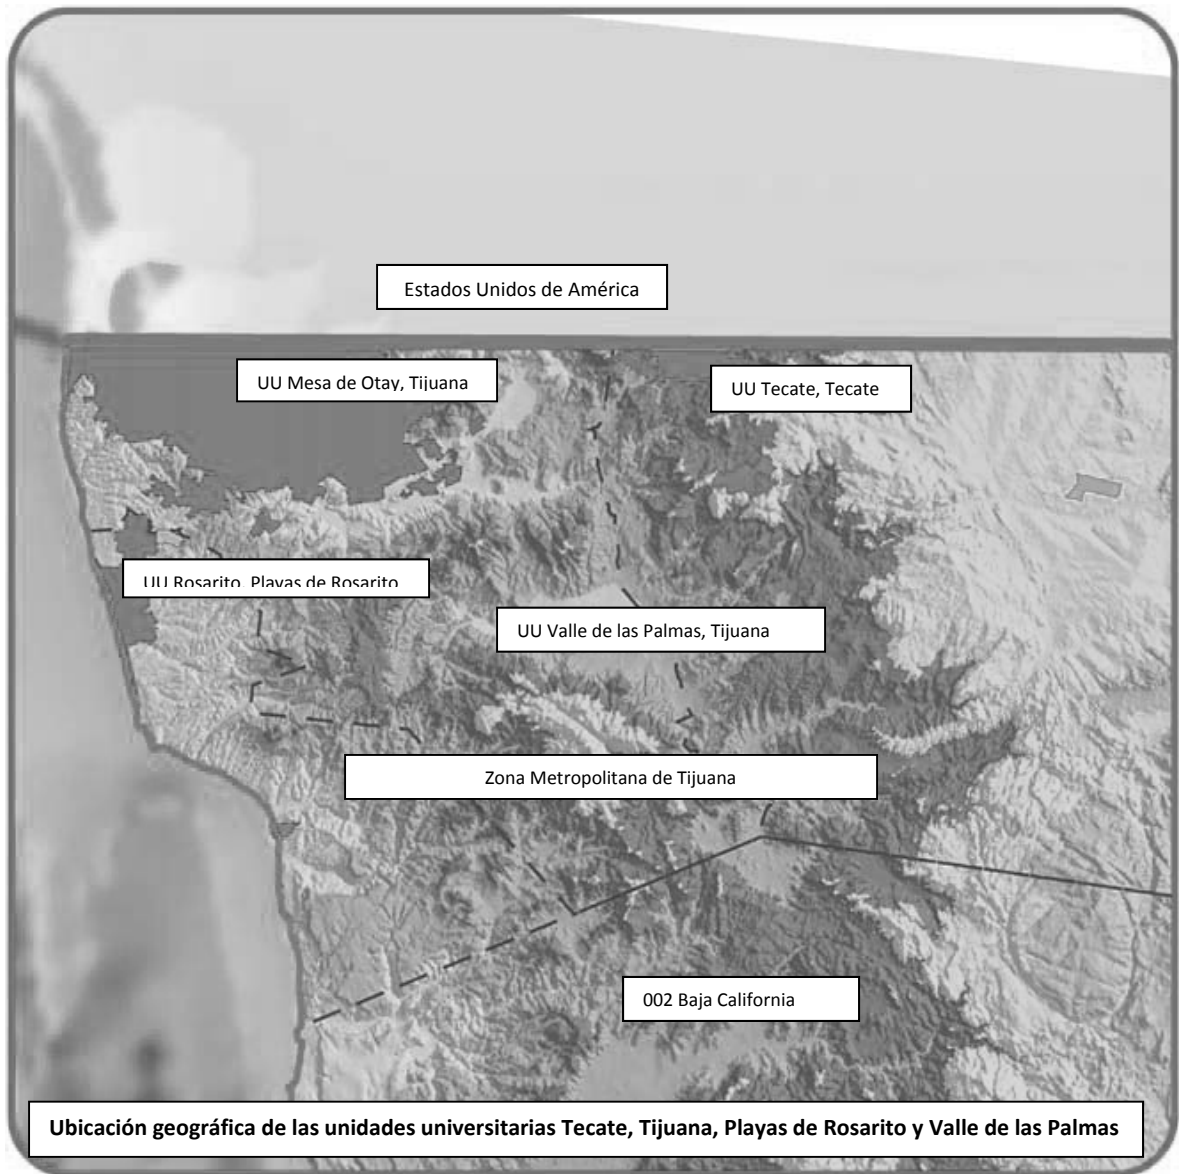 Estados Unidos de América
UU Mesa de Otay, Tijuana
UU Tecate, Tecate
UU Rosarito, Playas de Rosarito
UU Valle de las Palmas, Tijuana
Zona Metropolitana de Tijuana
002 Baja California
Ubicación geográfica de las unidades universitarias Tecate, Tijuana, Playas de Rosarito y Valle de las Palmas